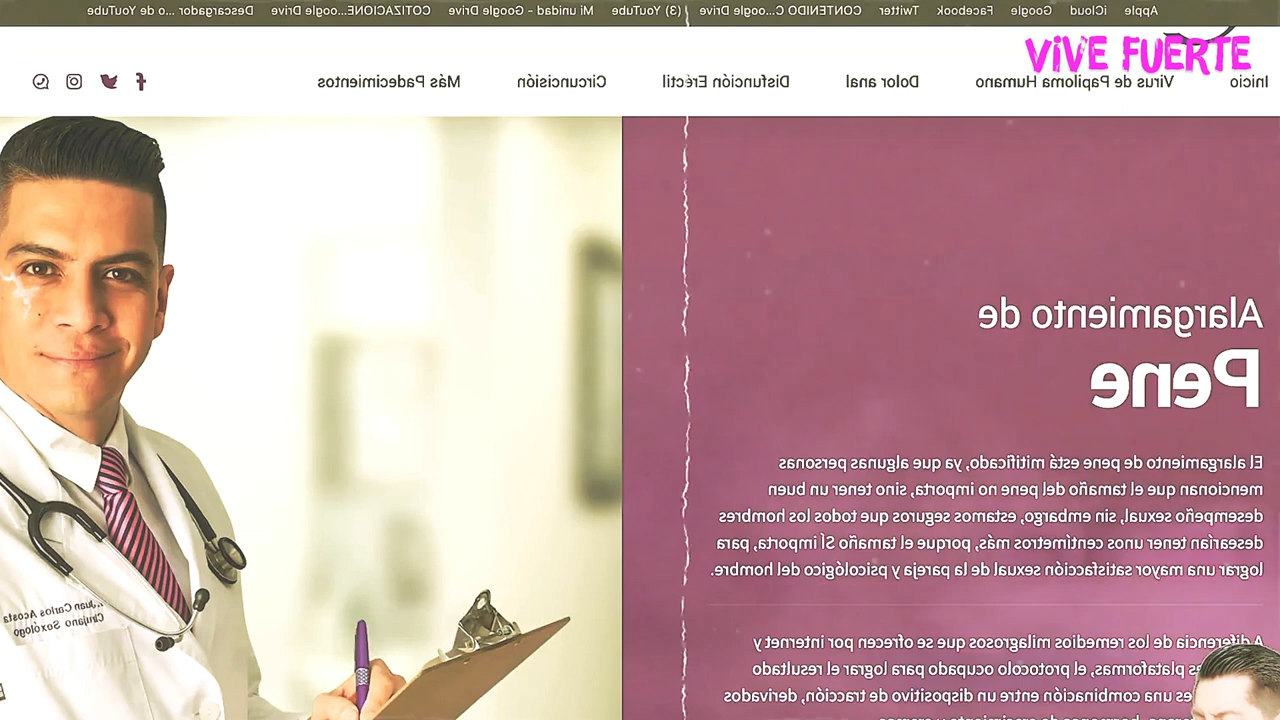 Apple iCloud Google Facebook Twitter CONTENIDO C...oogle Drive (3) YouTube Mi unidad - Google Drive COTIZACIONE...oogle Drive Descargador ...o de YouTube
VIVE FUERTE
Inicio Virus de Papiloma Humano Dolor anal Disfunción Eréctil Circuncisión Más Padecimientos
Alargamiento de
Pene
El alargamiento de pene está mitificado, ya que algunas personas
mencionan que el tamaño del pene no importa, sino tener un buen
desempeño sexual, sin embargo, estamos seguros que todos los hombres
desearían tener unos centímetros más, porque el tamaño SÍ importa, para
lograr una mayor satisfacción sexual de la pareja y psicológico del hombre.
A diferencia de los remedios milagrosos que se ofrecen por internet y
plataformas, el protocolo ocupado para lograr el resultado
es una combinación entre un dispositivo de tracción, derivados
Juan Carlos Acosta
Cirujano Sexólogo